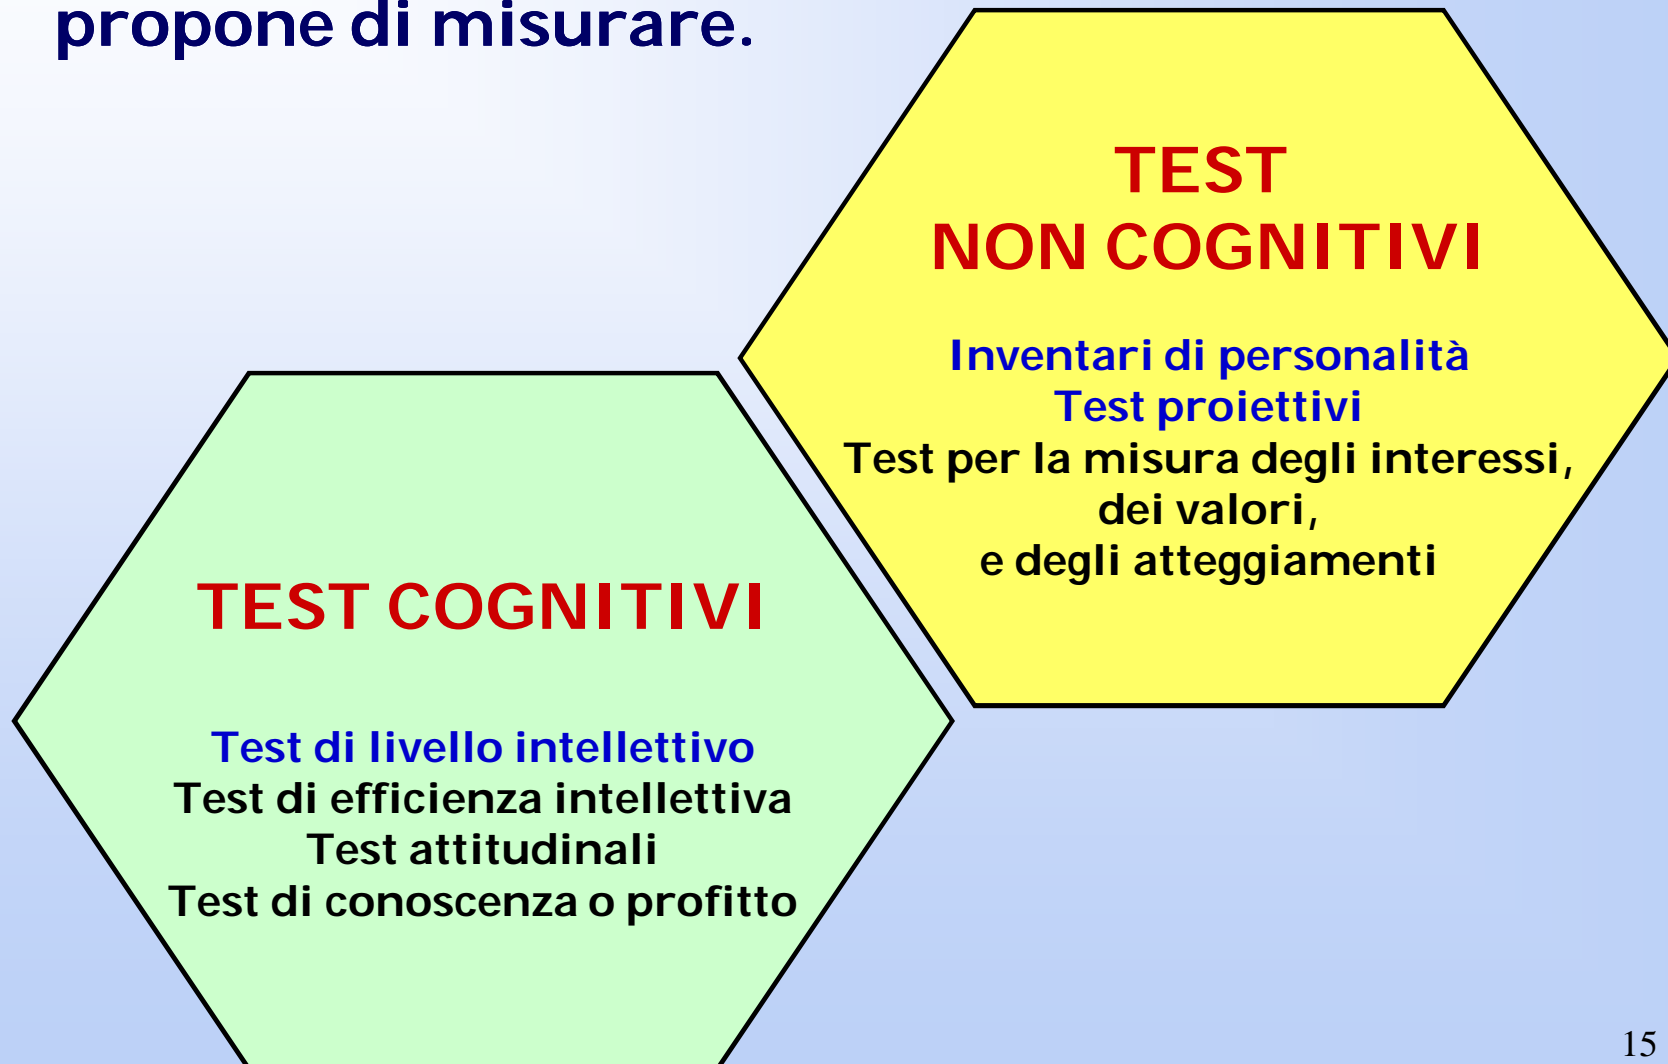 propone di misurare.
TEST
NON COGNITIVI
Inventari di personalità
Test proiettivi
Test per la misura degli interessi,
dei valori,
e degli atteggiamenti
TEST COGNITIVI
Test di livello intellettivo
Test di efficienza intellettiva
Test attitudinali
Test di conoscenza o profitto
15